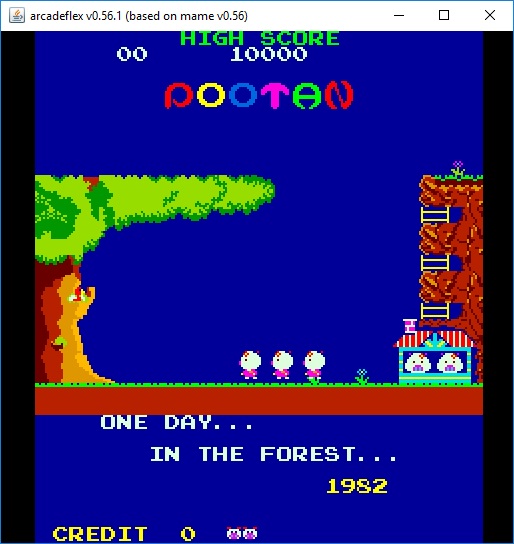 arcadeflex v0.56.1 (based on mame v0.56)
HIGH SCORE
00 10000
POOTAN
ONE DAY...
IN THE FOREST...
1982
CREDIT 0